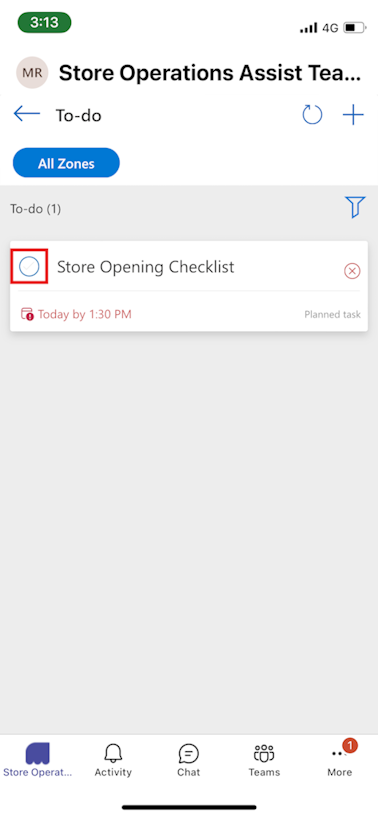 3:13
4G
MR Store Operations Assist Tea...
To-do
All Zones
To-do (1)
Store Opening Checklist
Today by 1:30 PM Planned task
1
Store Operat... Activity Chat Teams More